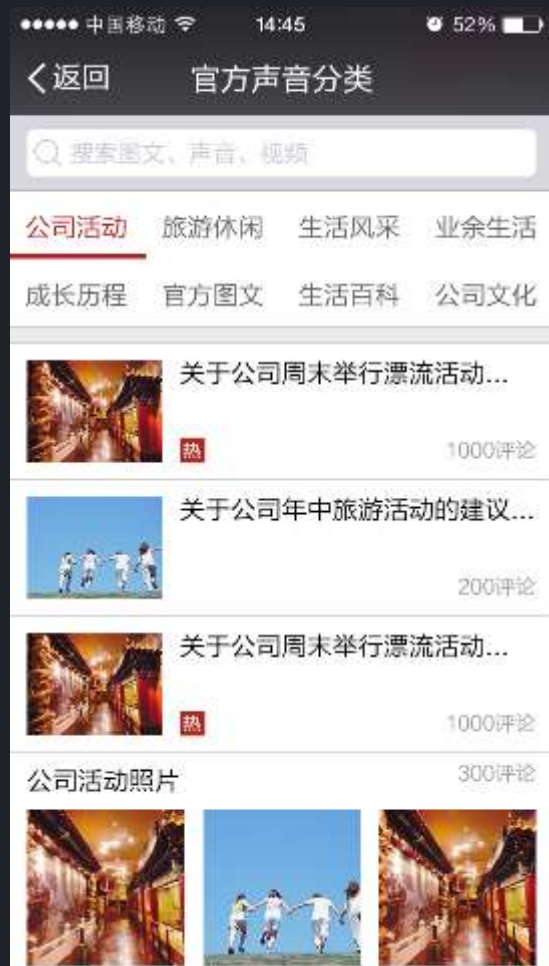 中国移动 14:45 52%
返回 官方声音分类
搜索图文、声音、视频
公司活动 旅游休闲 生活风采 业余生活
成长历程 官方图文 生活百科 公司文化
关于公司周末举行漂流活动...
热 1000评论
关于公司年中旅游活动的建议...
200评论
关于公司周末举行漂流活动...
热 1000评论
公司活动照片 300评论